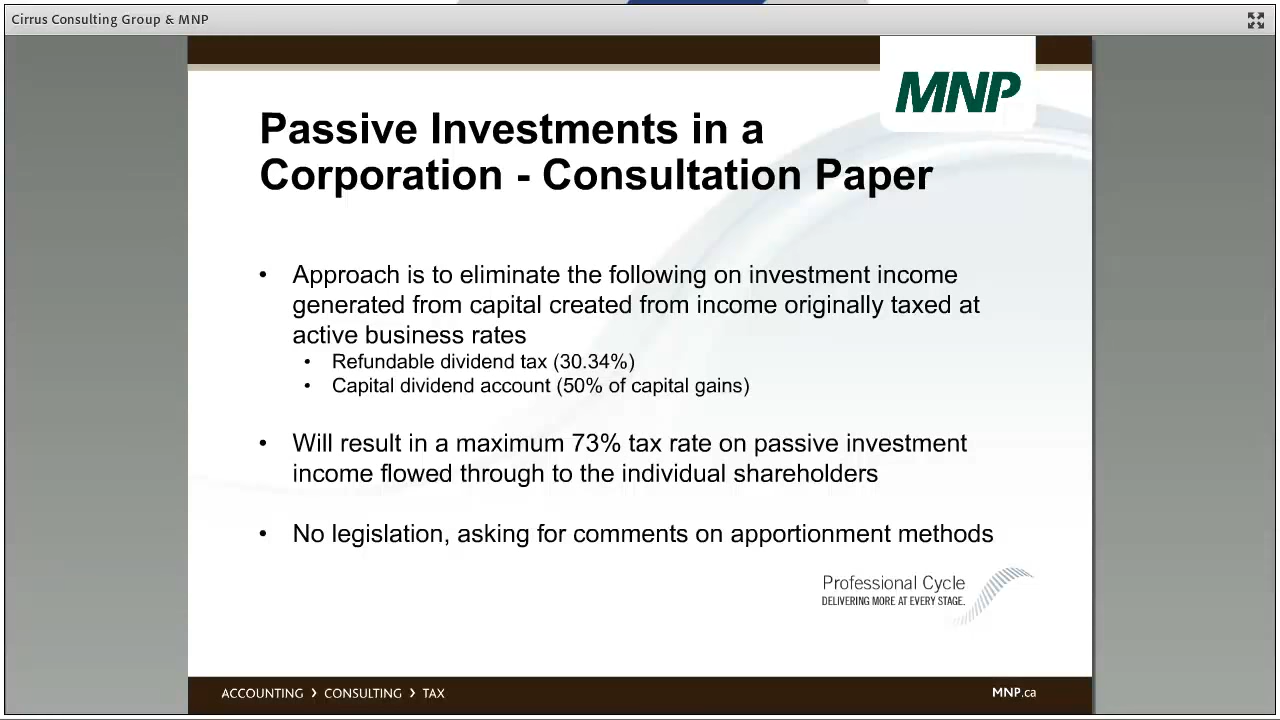 Cirrus Consulting Group & MNP
MNP
Passive Investments in a
Corporation - Consultation Paper
• Approach is to eliminate the following on investment income
generated from capital created from income originally taxed at
active business rates
• Refundable dividend tax (30.34%)
• Capital dividend account (50% of capital gains)
• Will result in a maximum 73% tax rate on passive investment
income flowed through to the individual shareholders
• No legislation, asking for comments on apportionment methods
Professional Cycle
DELIVERING MORE AT EVERY STAGE.
ACCOUNTING › CONSULTING › TAX
MNP.ca